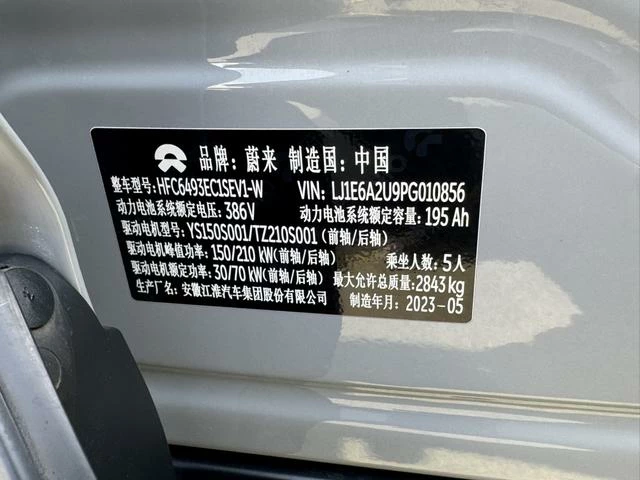 品牌:蔚来 制造国:中国
整车型号:HFC6493EC1SEV1-W VIN: LJ1E6A2U9PG010856
动力电池系统额定电压:386V 动力电池系统额定容量:195Ah
驱动电机型号:YS150S001/TZ210S001(前轴/后轴)
驱动电机峰值功率:150/210 kW(前轴/后轴) 乘坐人数:5人
驱动电机额定功率:30/70 kW(前轴/后轴) 最大允许总质量:2843kg
生产厂名:安徽江淮汽车集团股份有限公司 制造年月:2023-05